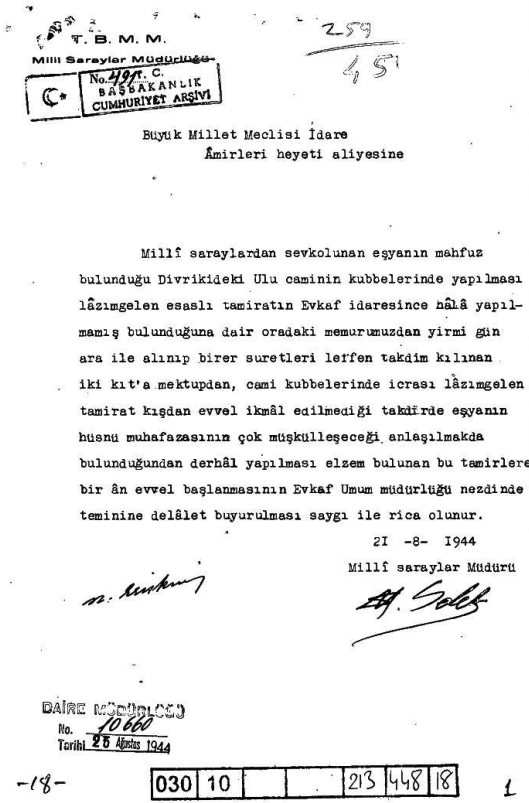 T. B. M. M.
Millî Saraylar Müdürlüğü
No. 491
T. C.
BAŞBAKANLIK
CUMHURİYET ARŞİVİ
259
451
Büyük Millet Meclisi İdare
Âmirleri heyeti aliyesine
Millî saraylardan sevkolunan eşyanın mahfuz
bulunduğu Divrikideki Ulu caminin kubbelerinde yapılması
lâzımgelen esaslı tamiratın Evkaf idaresince hâlâ yapıl-
mamış bulunduğuna dair oradaki memurumuzdan yirmi gün
ara ile alınıp birer suretleri leffen takdim kılınan
iki kıt'a mektupdan, cami kubbelerinde icrası lâzımgelen
tamirat kışdan evvel ikmâl edilmediği takdirde eşyanın
hüsnü muhafazasının çok müşkülleşeceği anlaşılmakda
bulunduğundan derhâl yapılması elzem bulunan bu tamirlere
bir ân evvel başlanmasının Evkaf Umum müdürlüğü nezdinde
teminine delâlet buyurulması saygı ile rica olunur.
2I -8- I944
Millî saraylar Müdürü
DAİRE MÜDÜRLÜĞÜ
No. 10660
Tarihi 25 Ağustos 1944
-18-
030 10 213 448 18
1